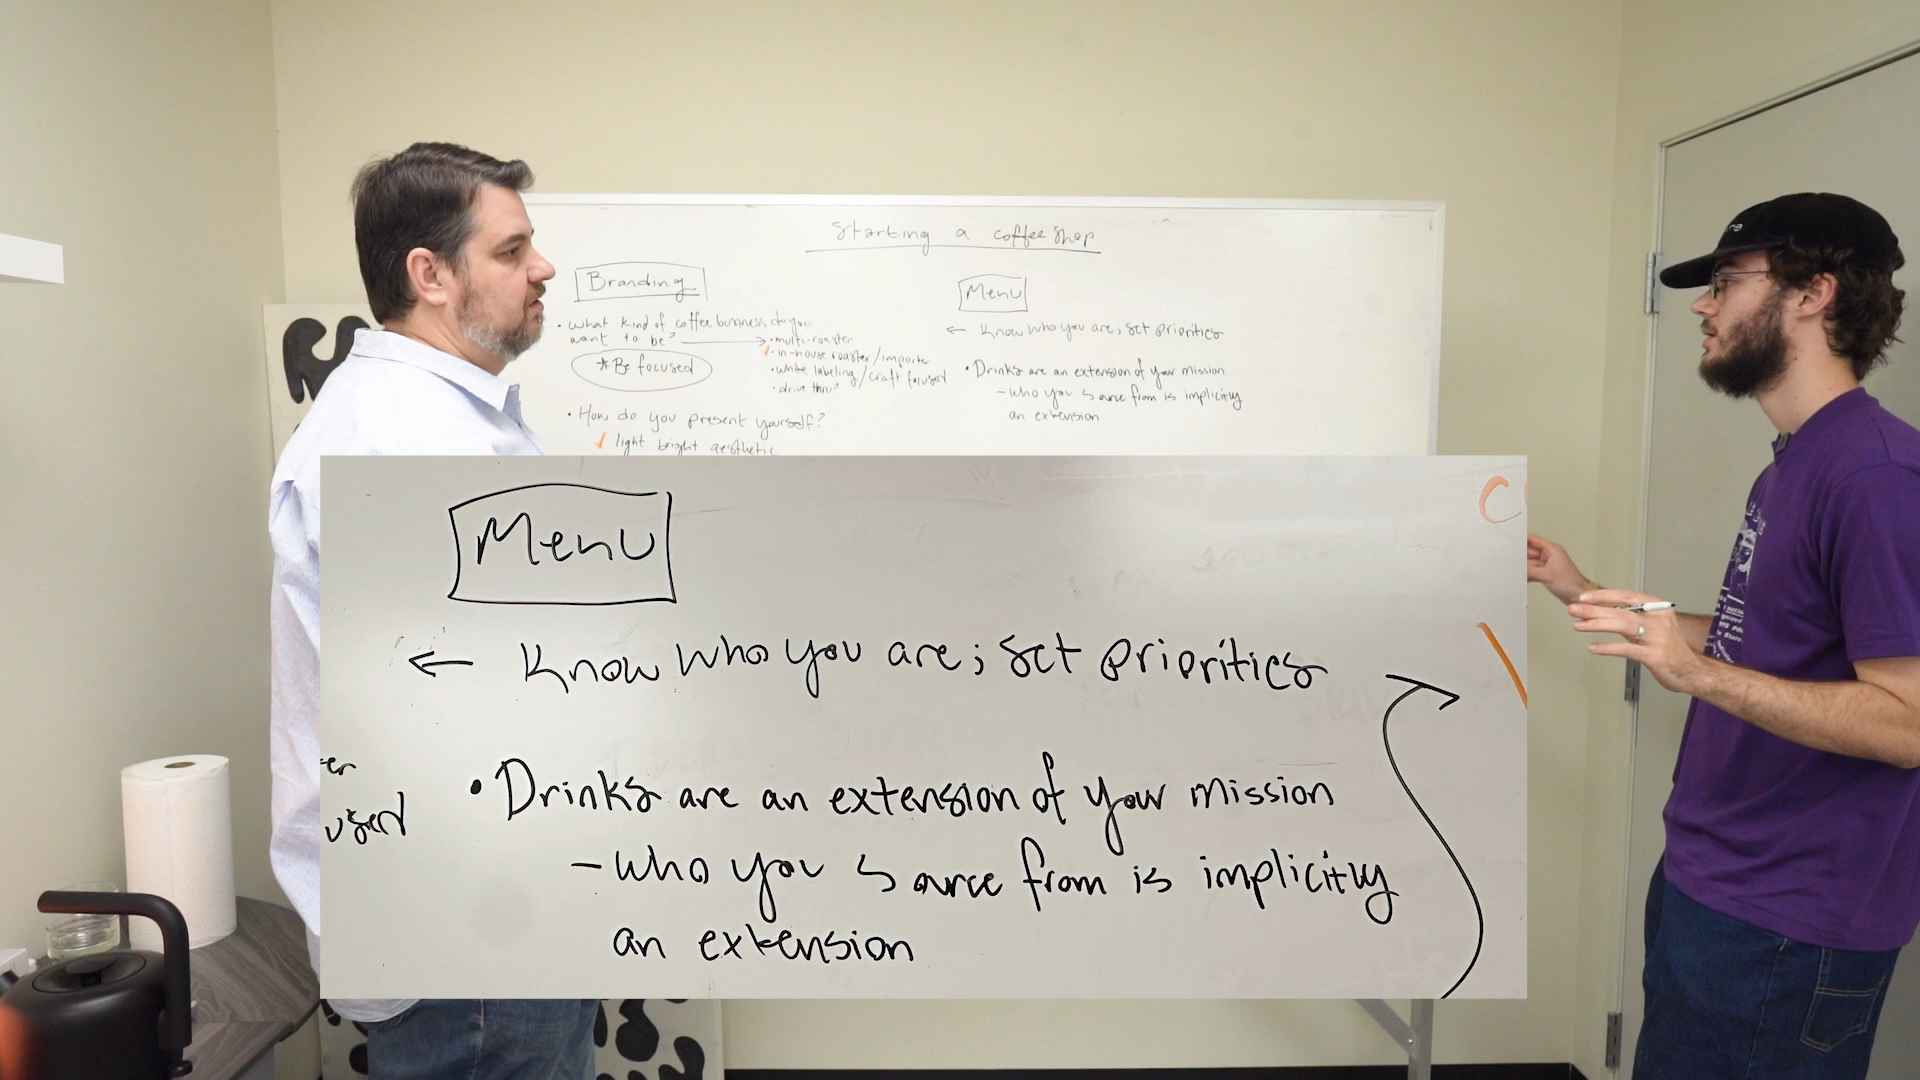 Starting a coffee shop
Branding
• What kind of coffee business do you
want to be? → • multi-roaster
✓ • in-house roaster/importer
* Be focused
• white labeling/craft focused
• drive thru?
• How do you present yourself?
✓ light bright aesthetic
Menu
← Know who you are; set priorities
• Drinks are an extension of your mission
- who you source from is implicitly
an extension
Menu
← Know who you are; set priorities
• Drinks are an extension of your mission
- who you source from is implicitly
an extension